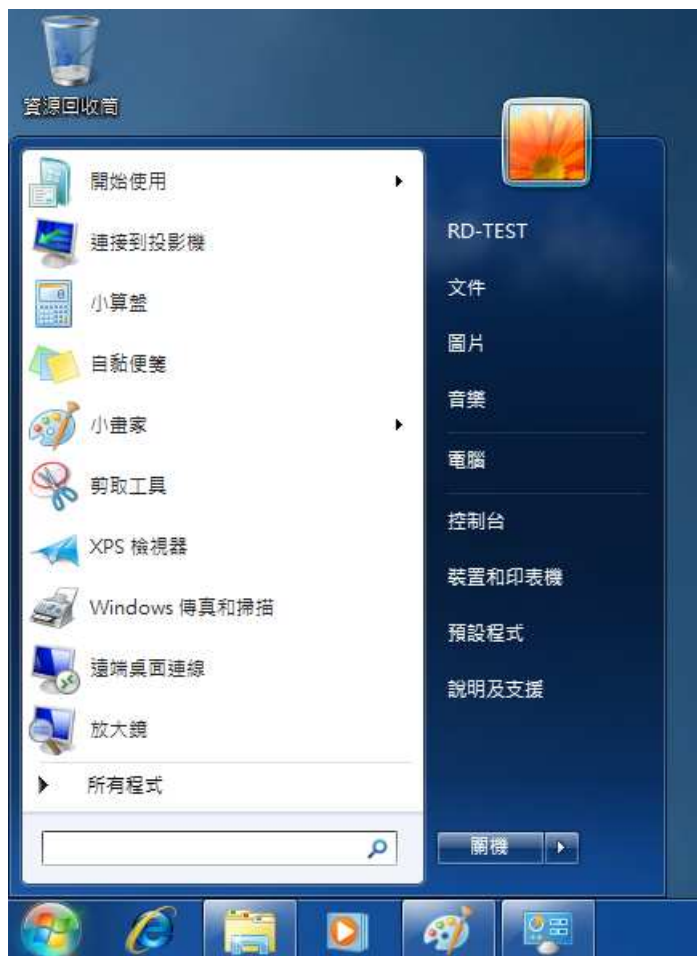 資源回收筒
開始使用
連接到投影機
小算盤
自黏便箋
小畫家
剪取工具
XPS 檢視器
Windows 傳真和掃描
遠端桌面連線
放大鏡
所有程式
RD-TEST
文件
圖片
音樂
電腦
控制台
裝置和印表機
預設程式
說明及支援
關機